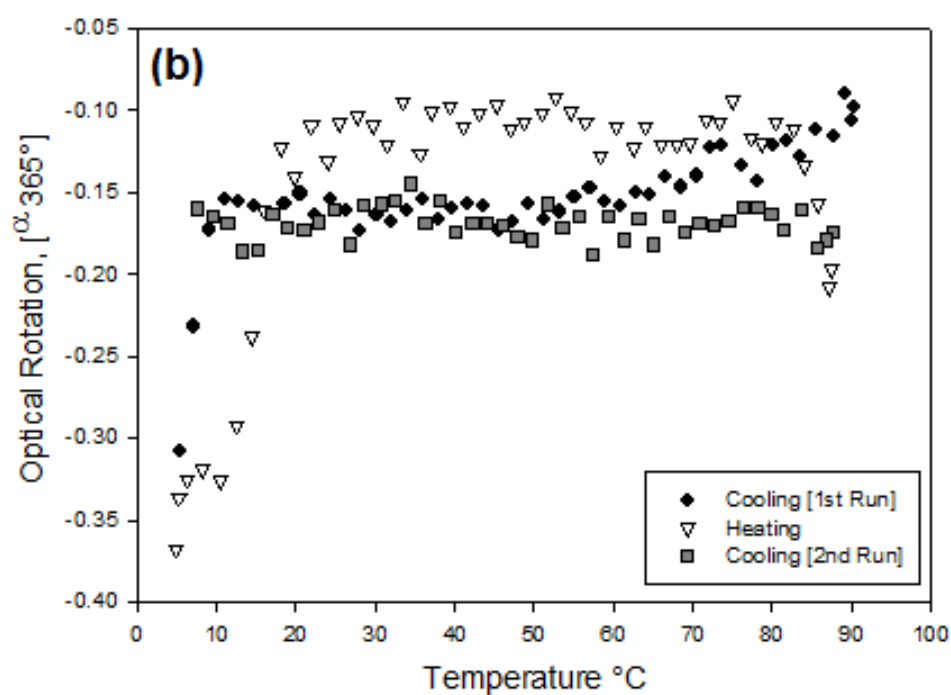 (b)
-0.05
-0.10
-0.15
-0.20
-0.25
-0.30
-0.35
-0.40
Optical Rotation, [α 365°]
Cooling [1st Run]
Heating
Cooling [2nd Run]
0 10 20 30 40 50 60 70 80 90 100
Temperature °C